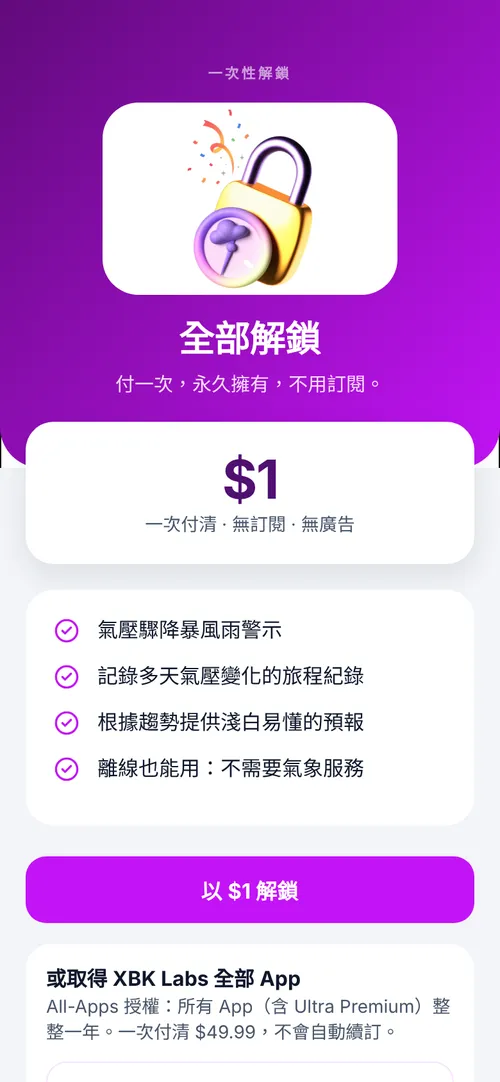 一次性解鎖
全部解鎖
付一次，永久擁有，不用訂閱。
$1
一次付清 · 無訂閱 · 無廣告
氣壓驟降暴風雨警示
記錄多天氣壓變化的旅程紀錄
根據趨勢提供淺白易懂的預報
離線也能用：不需要氣象服務
以 $1 解鎖
或取得 XBK Labs 全部 App
All-Apps 授權：所有 App（含 Ultra Premium）整
整一年。一次付清 $49.99，不會自動續訂。